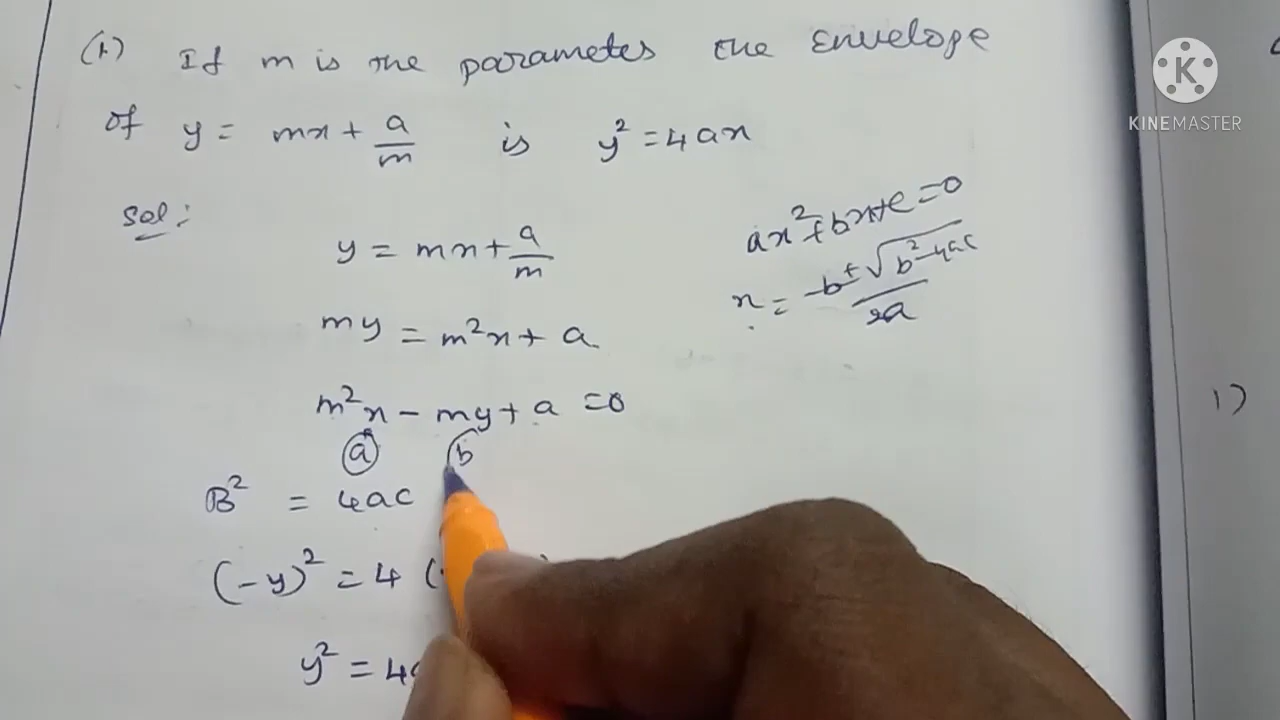 (1) If m is the parameter the Envelope
of y = mx + a/m is y² = 4ax
Sol:
y = mx + a/m
my = m²x + a
m²x - my + a = 0
a b
B² = 4ac
(-y)² = 4 (
y² = 4a
ax² + bx + c = 0
x = -b ± √b² - 4ac / 2a
1)
K
KINEMASTER